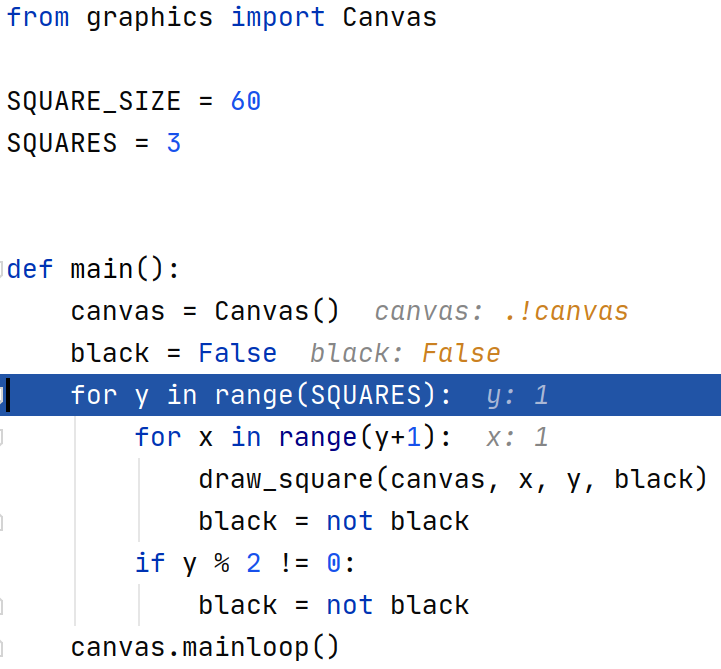 from graphics import Canvas
SQUARE_SIZE = 60
SQUARES = 3
def main():
    canvas = Canvas()  canvas: .!canvas
    black = False  black: False
    for y in range(SQUARES):  y: 1
        for x in range(y+1):  x: 1
            draw_square(canvas, x, y, black)
            black = not black
        if y % 2 != 0:
            black = not black
    canvas.mainloop()